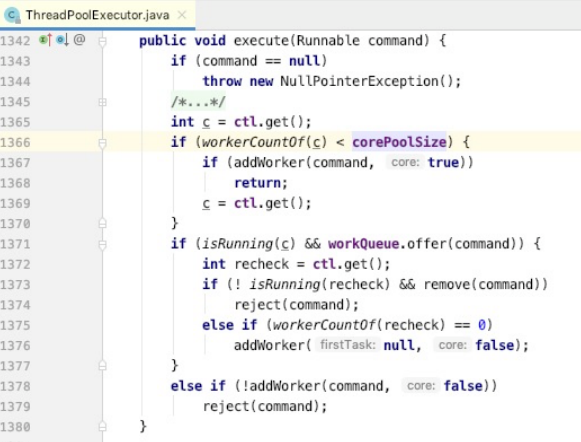 ThreadPoolExecutor.java
1342 @ public void execute(Runnable command) {
1343 if (command == null)
1344 throw new NullPointerException();
1345 /*...*/
1365 int c = ctl.get();
1366 if (workerCountOf(c) < corePoolSize) {
1367 if (addWorker(command, core: true))
1368 return;
1369 c = ctl.get();
1370 }
1371 if (isRunning(c) && workQueue.offer(command)) {
1372 int recheck = ctl.get();
1373 if (! isRunning(recheck) && remove(command))
1374 reject(command);
1375 else if (workerCountOf(recheck) == 0)
1376 addWorker( firstTask: null, core: false);
1377 }
1378 else if (!addWorker(command, core: false))
1379 reject(command);
1380 }